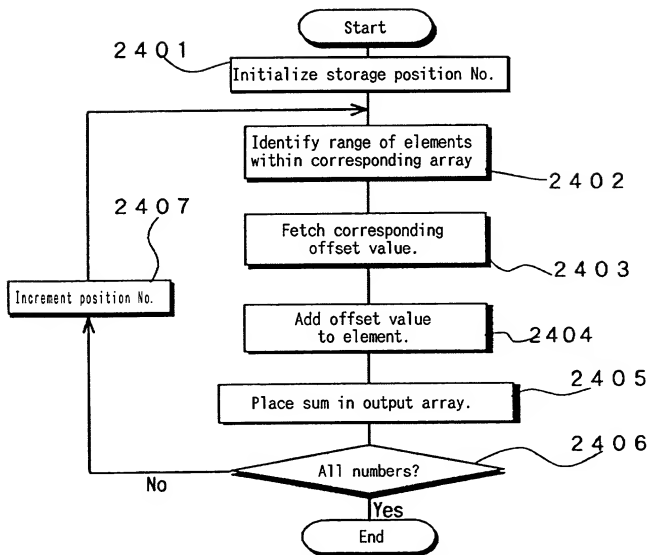 Start
2401
Initialize storage position No.
Identify range of elements
within corresponding array
2402
2407
Fetch corresponding
offset value.
2403
Increment position No.
Add offset value
to element.
2404
2405
Place sum in output array.
2406
All numbers?
No
Yes
End